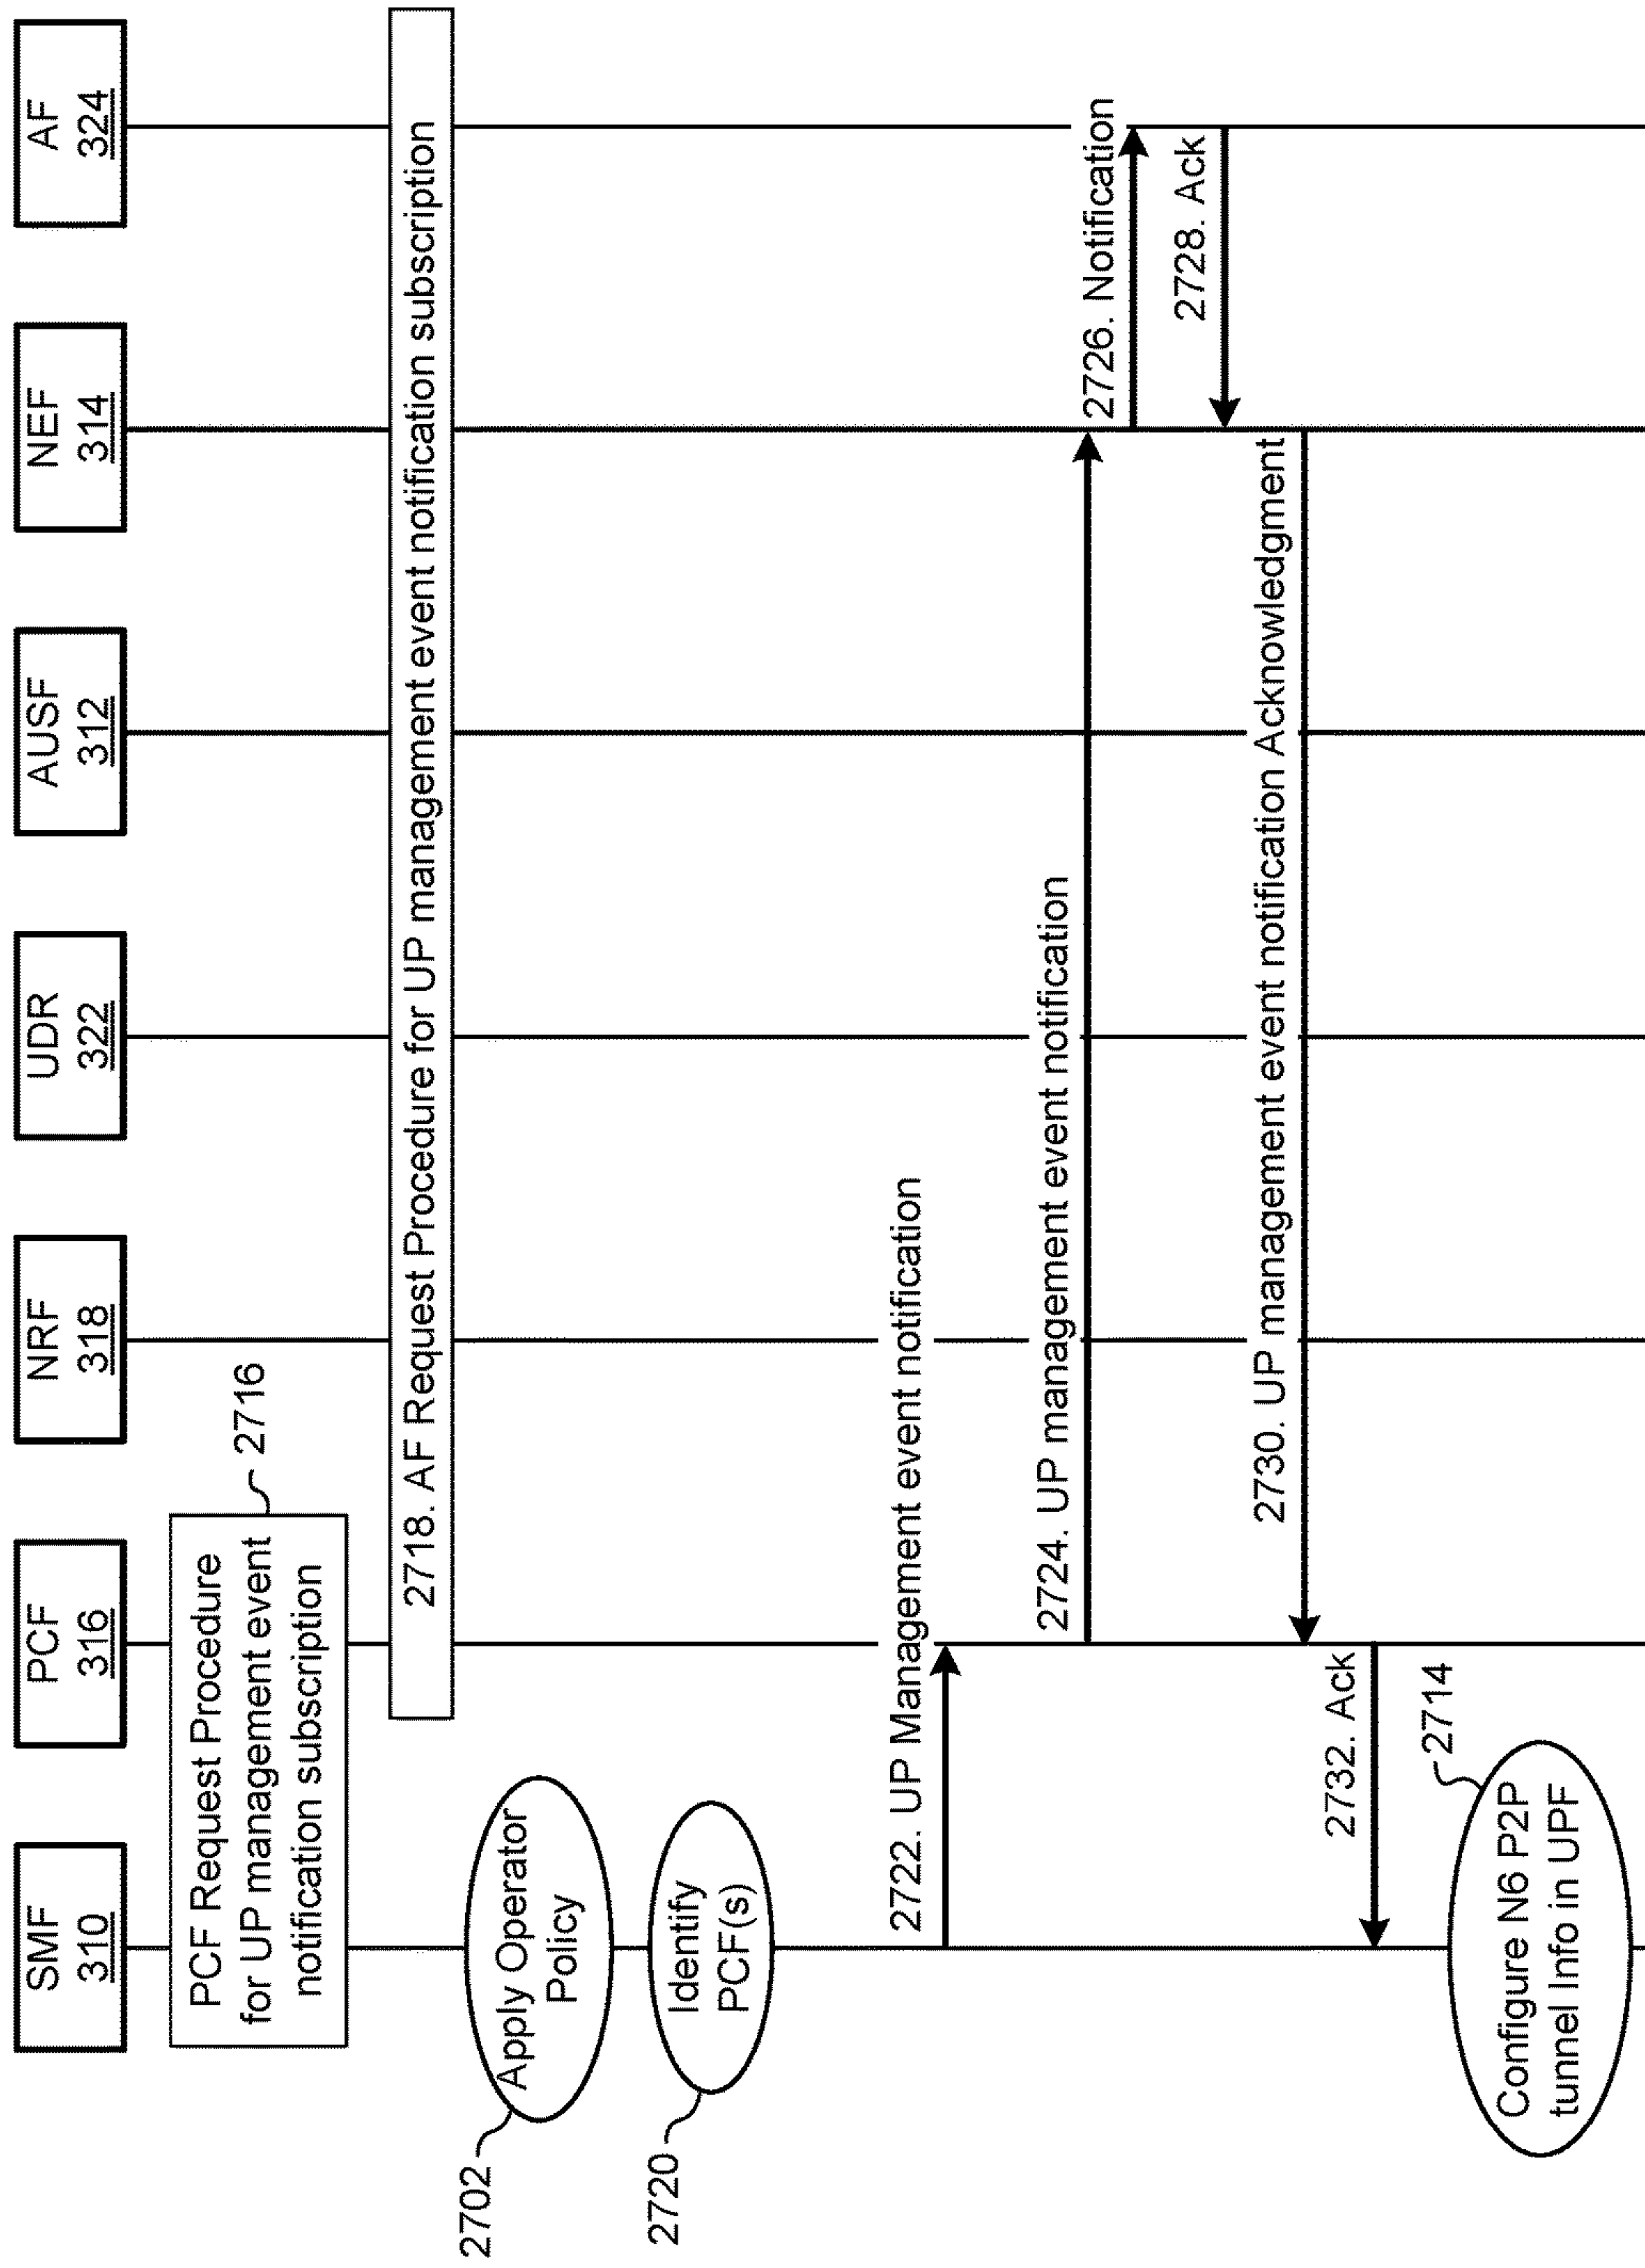 SMF
310
PCF
316
NRF
318
UDR
322
AUSF
312
NEF
314
AF
324
PCF Request Procedure
for UP management event
notification subscription
2716
2718. AF Request Procedure for UP management event notification subscription
2702
Apply Operator
Policy
2720
Identify
PCF(s)
2722. UP Management event notification
2724. UP management event notification
2726. Notification
2728. Ack
2730. UP management event notification Acknowledgment
2732. Ack
2714
Configure N6 P2P
tunnel Info in UPF